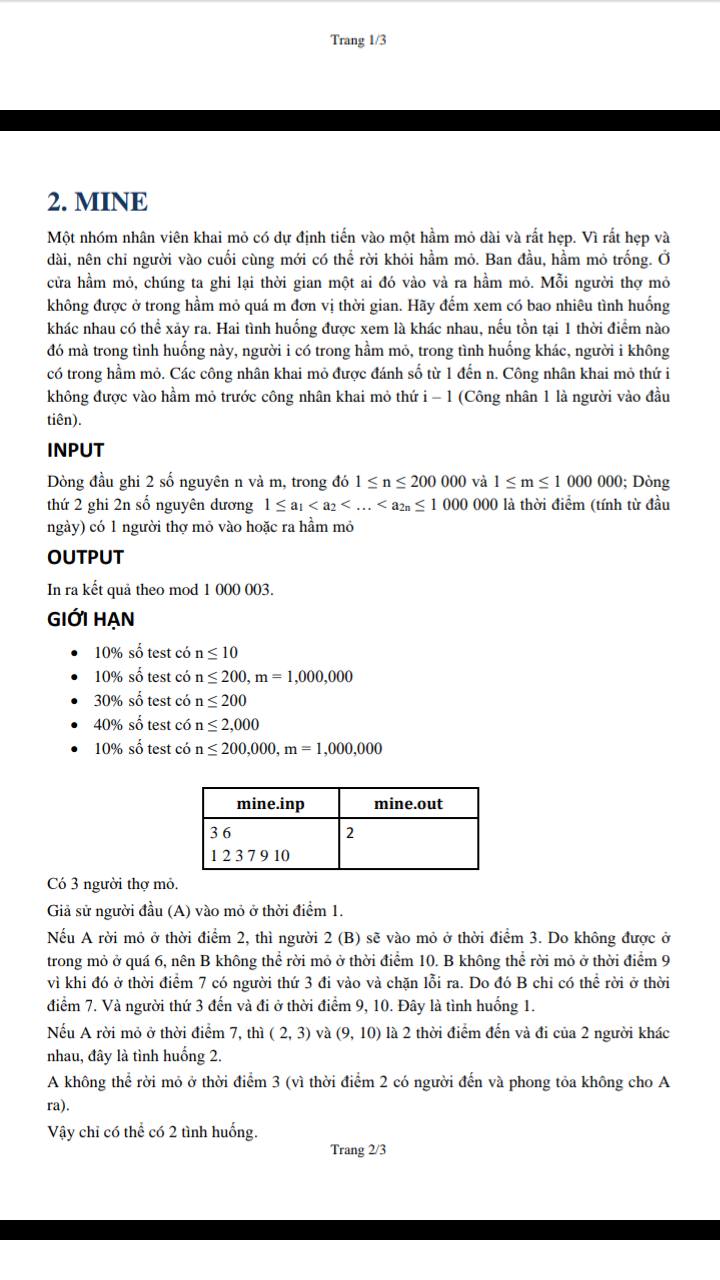 Trang 1/3
2. MINE
Một nhóm nhân viên khai mỏ có dự định tiến vào một hầm mỏ dài và rất hẹp. Vì rất hẹp và
dài, nên chỉ người vào cuối cùng mới có thể rời khỏi hầm mỏ. Ban đầu, hầm mỏ trống. Ở
cửa hầm mỏ, chúng ta ghi lại thời gian một ai đó vào và ra hầm mỏ. Mỗi người thợ mỏ
không được ở trong hầm mỏ quá m đơn vị thời gian. Hãy đếm xem có bao nhiêu tình huống
khác nhau có thể xảy ra. Hai tình huống được xem là khác nhau, nếu tồn tại 1 thời điểm nào
đó mà trong tình huống này, người i có trong hầm mỏ, trong tình huống khác, người i không
có trong hầm mỏ. Các công nhân khai mỏ được đánh số từ 1 đến n. Công nhân khai mỏ thứ i
không được vào hầm mỏ trước công nhân khai mỏ thứ i – 1 (Công nhân 1 là người vào đầu
tiên).
INPUT
Dòng đầu ghi 2 số nguyên n và m, trong đó 1 ≤ n ≤ 200 000 và 1 ≤ m ≤ 1 000 000; Dòng
thứ 2 ghi 2n số nguyên dương 1 ≤ a₁ < a₂ < … < a₂ₙ ≤ 1 000 000 là thời điểm (tính từ đầu
ngày) có 1 người thợ mỏ vào hoặc ra hầm mỏ
OUTPUT
In ra kết quả theo mod 1 000 003.
GIỚI HẠN
• 10% số test có n ≤ 10
• 10% số test có n ≤ 200, m = 1,000,000
• 30% số test có n ≤ 200
• 40% số test có n ≤ 2,000
• 10% số test có n ≤ 200,000, m = 1,000,000
mine.inp mine.out
3 6 2
1 2 3 7 9 10
Có 3 người thợ mỏ.
Giả sử người đầu (A) vào mỏ ở thời điểm 1.
Nếu A rời mỏ ở thời điểm 2, thì người 2 (B) sẽ vào mỏ ở thời điểm 3. Do không được ở
trong mỏ ở quá 6, nên B không thể rời mỏ ở thời điểm 10. B không thể rời mỏ ở thời điểm 9
vì khi đó ở thời điểm 7 có người thứ 3 đi vào và chặn lỗi ra. Do đó B chỉ có thể rời ở thời
điểm 7. Và người thứ 3 đến và đi ở thời điểm 9, 10. Đây là tình huống 1.
Nếu A rời mỏ ở thời điểm 7, thì ( 2, 3) và (9, 10) là 2 thời điểm đến và đi của 2 người khác
nhau, đây là tình huống 2.
A không thể rời mỏ ở thời điểm 3 (vì thời điểm 2 có người đến và phong tỏa không cho A
ra).
Vậy chỉ có thể có 2 tình huống.
Trang 2/3